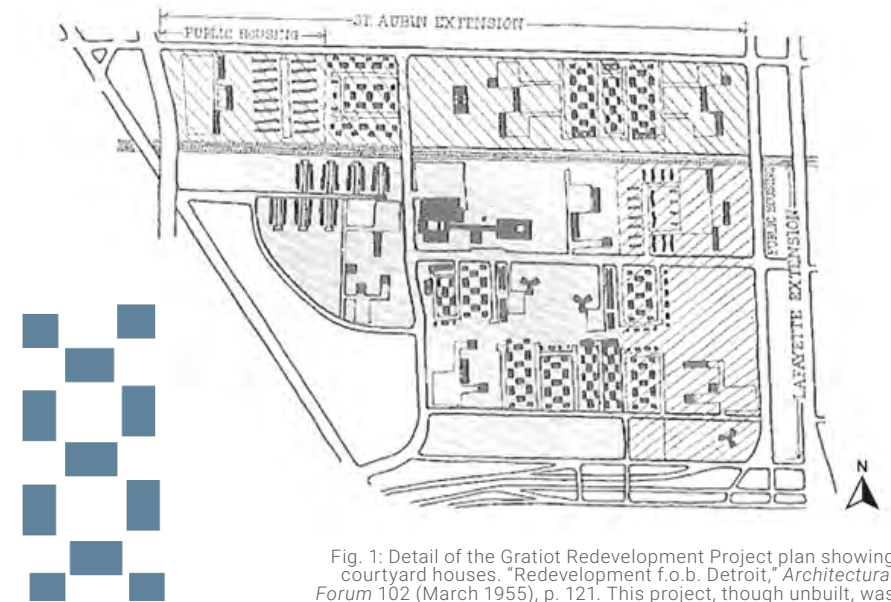 ST. AUBIN EXTENSION
PUBLIC HOUSING
PUBLIC HOUSING
LAFAYETTE EXTENSION
N
Fig. 1: Detail of the Gratiot Redevelopment Project plan showing
courtyard houses. “Redevelopment f.o.b. Detroit,” Architectura
Forum 102 (March 1955), p. 121. This project, though unbuilt, was